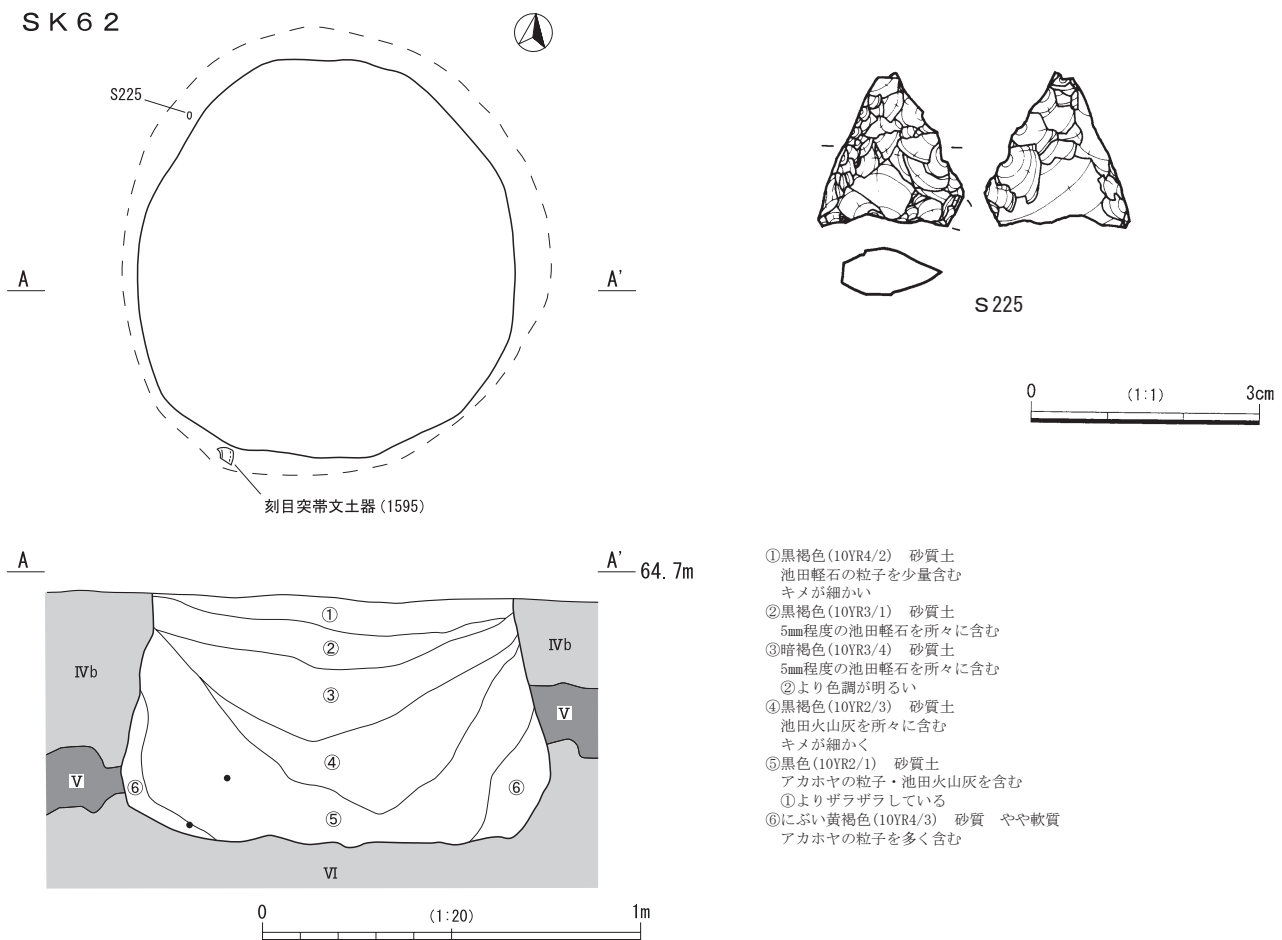 SK62
S225
A
A'
刻目突帯文土器(1595)
S225
0
(1:1)
3cm
A
A'
64.7m
①
②
③
④
⑤
⑥
⑥
Ⅳb
Ⅳb
Ⅴ
Ⅴ
Ⅵ
0
(1:20)
1m
①黒褐色(10YR4/2) 砂質土
池田軽石の粒子を少量含む
キメが細かい
②黒褐色(10YR3/1) 砂質土
5㎜程度の池田軽石を所々に含む
③暗褐色(10YR3/4) 砂質土
5㎜程度の池田軽石を所々に含む
②より色調が明るい
④黒褐色(10YR2/3) 砂質土
池田火山灰を所々に含む
キメが細かく
⑤黒色(10YR2/1) 砂質土
アカホヤの粒子・池田火山灰を含む
①よりザラザラしている
⑥にぶい黄褐色(10YR4/3) 砂質 やや軟質
アカホヤの粒子を多く含む